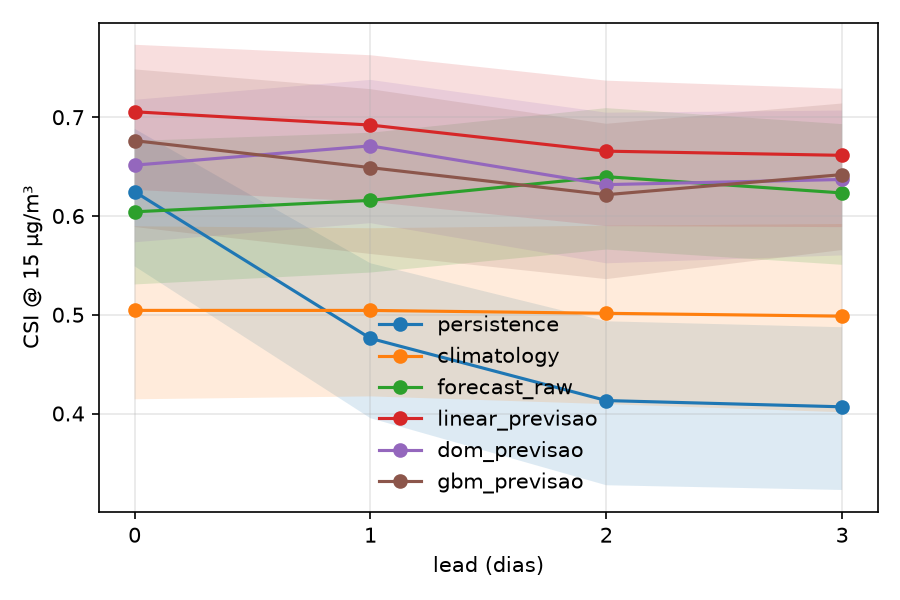 CSI @ 15 µg/m³
0.7
0.6
0.5
0.4
persistence
climatology
forecast_raw
linear_previsao
dom_previsao
gbm_previsao
0 1 2 3
lead (dias)